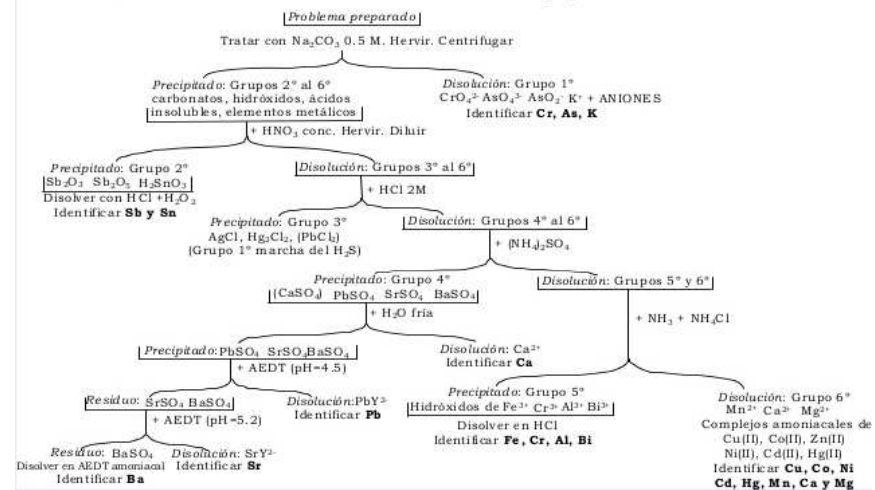 Problema preparado
Tratar con Na₂CO₃ 0.5 M. Hervir. Centrifugar
Precipitado: Grupos 2° al 6°
carbonatos, hidróxidos, ácidos
insolubles, elementos metálicos
Disolución: Grupo 1°
CrO₄²⁻ AsO₄³⁻ AsO₂⁻ K⁺ + ANIONES
Identificar Cr, As, K
+ HNO₃ conc. Hervir. Diluir
Precipitado: Grupo 2°
Sb₂O₃ Sb₂O₅ H₂SnO₃
Disolver con HCl +H₂O₂
Identificar Sb y Sn
Disolución: Grupos 3° al 6°
+ HCl 2M
Precipitado: Grupo 3°
AgCl, Hg₂Cl₂, (PbCl₂)
(Grupo 1° marcha del H₂S)
Disolución: Grupos 4° al 6°
+ (NH₄)₂SO₄
Precipitado: Grupo 4°
(CaSO₄) PbSO₄ SrSO₄ BaSO₄
Disolución: Grupos 5° y 6°
+ H₂O fría
+ NH₃ + NH₄Cl
Precipitado: PbSO₄ SrSO₄BaSO₄
Disolución: Ca²⁺
Identificar Ca
+ AEDT (pH=4.5)
Residuo: SrSO₄ BaSO₄
Disolución:PbY²⁻
Identificar Pb
+ AEDT (pH=5.2)
Residuo: BaSO₄
Disolver en AEDT amoniacal
Identificar Ba
Disolución: SrY²⁻
Identificar Sr
Precipitado: Grupo 5°
Hidróxidos de Fe³⁺ Cr³⁺ Al³⁺ Bi³⁺
Disolver en HCl
Identificar Fe, Cr, Al, Bi
Disolución: Grupo 6°
Mn²⁺ Ca²⁺ Mg²⁺
Complejos amoniacales de
Cu(II), Co(II), Zn(II)
Ni(II), Cd(II), Hg(II)
Identificar Cu, Co, Ni
Cd, Hg, Mn, Ca y Mg